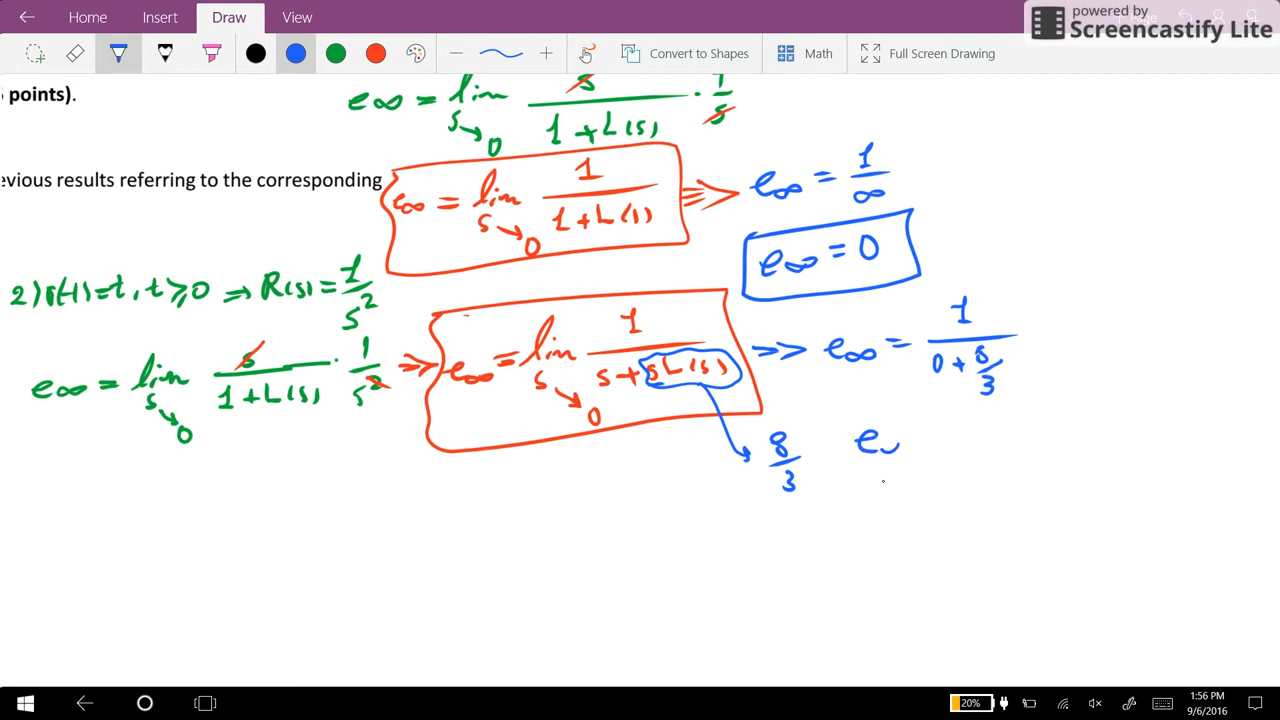 Home Insert Draw View
powered by
Screencastify Lite
Convert to Shapes Math Full Screen Drawing
points).
e∞ = lim s→0 s/(1+L(s)) · 1/s
evious results referring to the corresponding
e∞ = lim s→0 1/(1+L(s)) ⇒ e∞ = 1/∞
e∞ = 0
2) r(t)=t, t≥0 ⇒ R(s) = 1/s²
e∞ = lim s→0 s/(1+L(s)) · 1/s² ⇒ e∞ = lim s→0 1/(s+sL(s)) >> e∞ = 1/(0+8/3)
8/3 e
20%
1:56 PM
9/6/2016